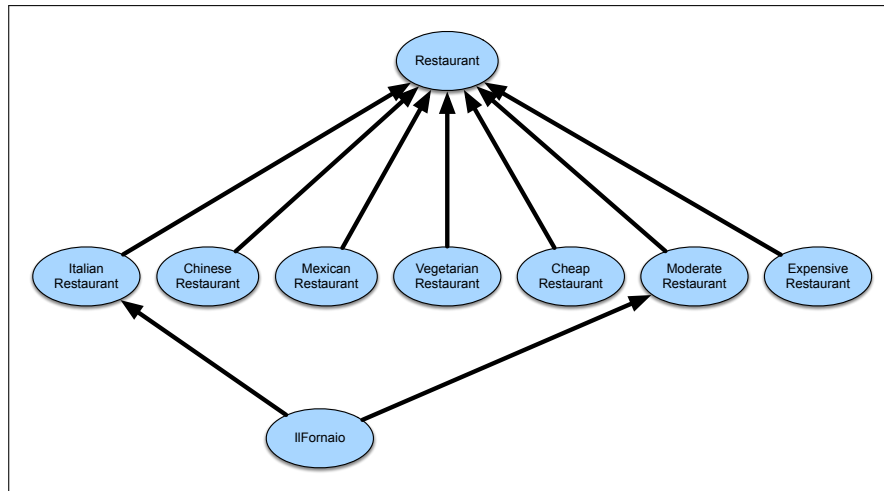 Restaurant
Italian
Restaurant
Chinese
Restaurant
Mexican
Restaurant
Vegetarian
Restaurant
Cheap
Restaurant
Moderate
Restaurant
Expensive
Restaurant
IlFornaio